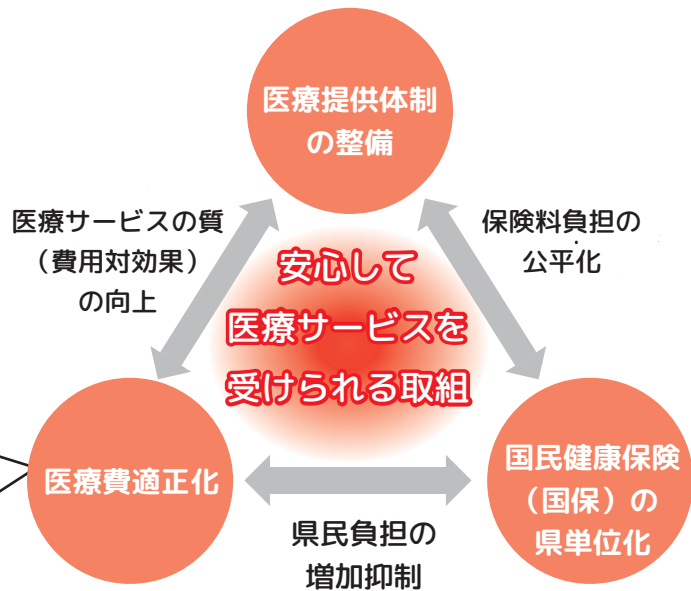 医療提供体制
の整備
医療サービスの質
（費用対効果）
の向上
保険料負担の
公平化
安心して
医療サービスを
受けられる取組
医療費適正化
国民健康保険
（国保）の
県単位化
県民負担の
増加抑制